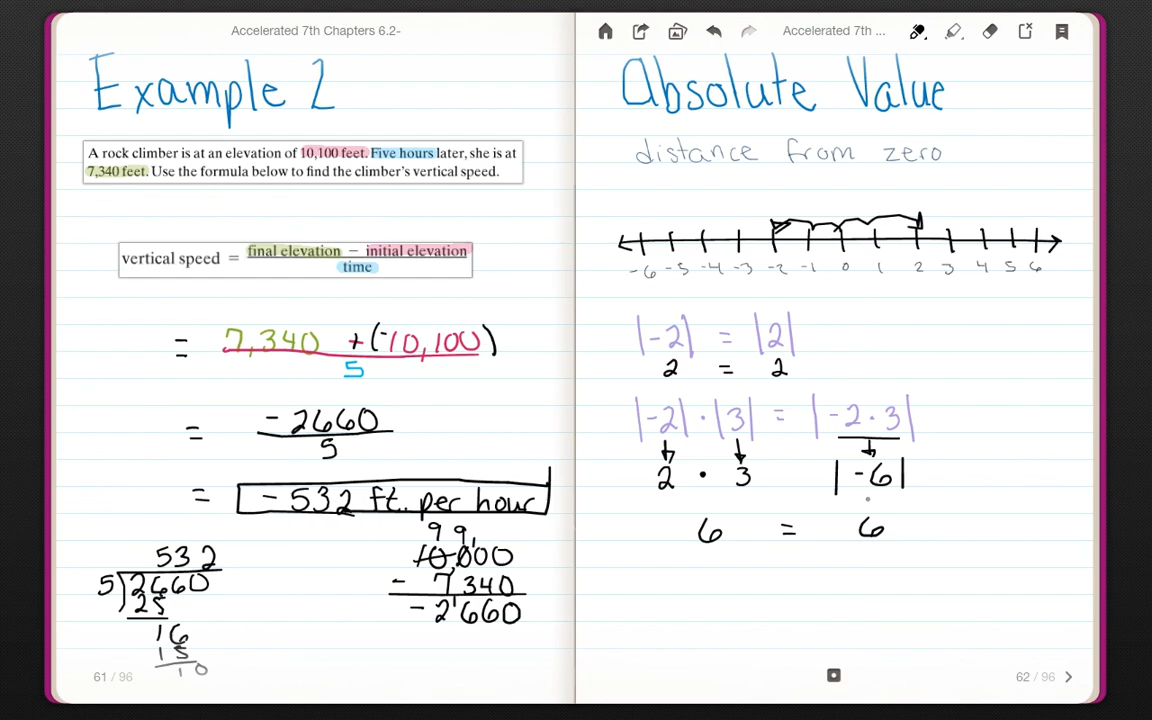 Accelerated 7th Chapters 6.2-
Example 2
A rock climber is at an elevation of 10,100 feet. Five hours later, she is at
7,340 feet. Use the formula below to find the climber's vertical speed.
vertical speed = final elevation − initial elevation
time
= 7,340 + (-10,100)
5
= -2660
5
= -532 ft. per hour
532
5)2660
25
16
15
10
9 9 1
10,000
- 7,340
-2660
61 / 96
Accelerated 7th ...
Absolute Value
distance from zero
-6 -5 -4 -3 -2 -1 0 1 2 3 4 5 6
|-2| = |2|
2 = 2
|-2| · |3| = |-2 · 3|
2 · 3 |-6|
6 = 6
62 / 96